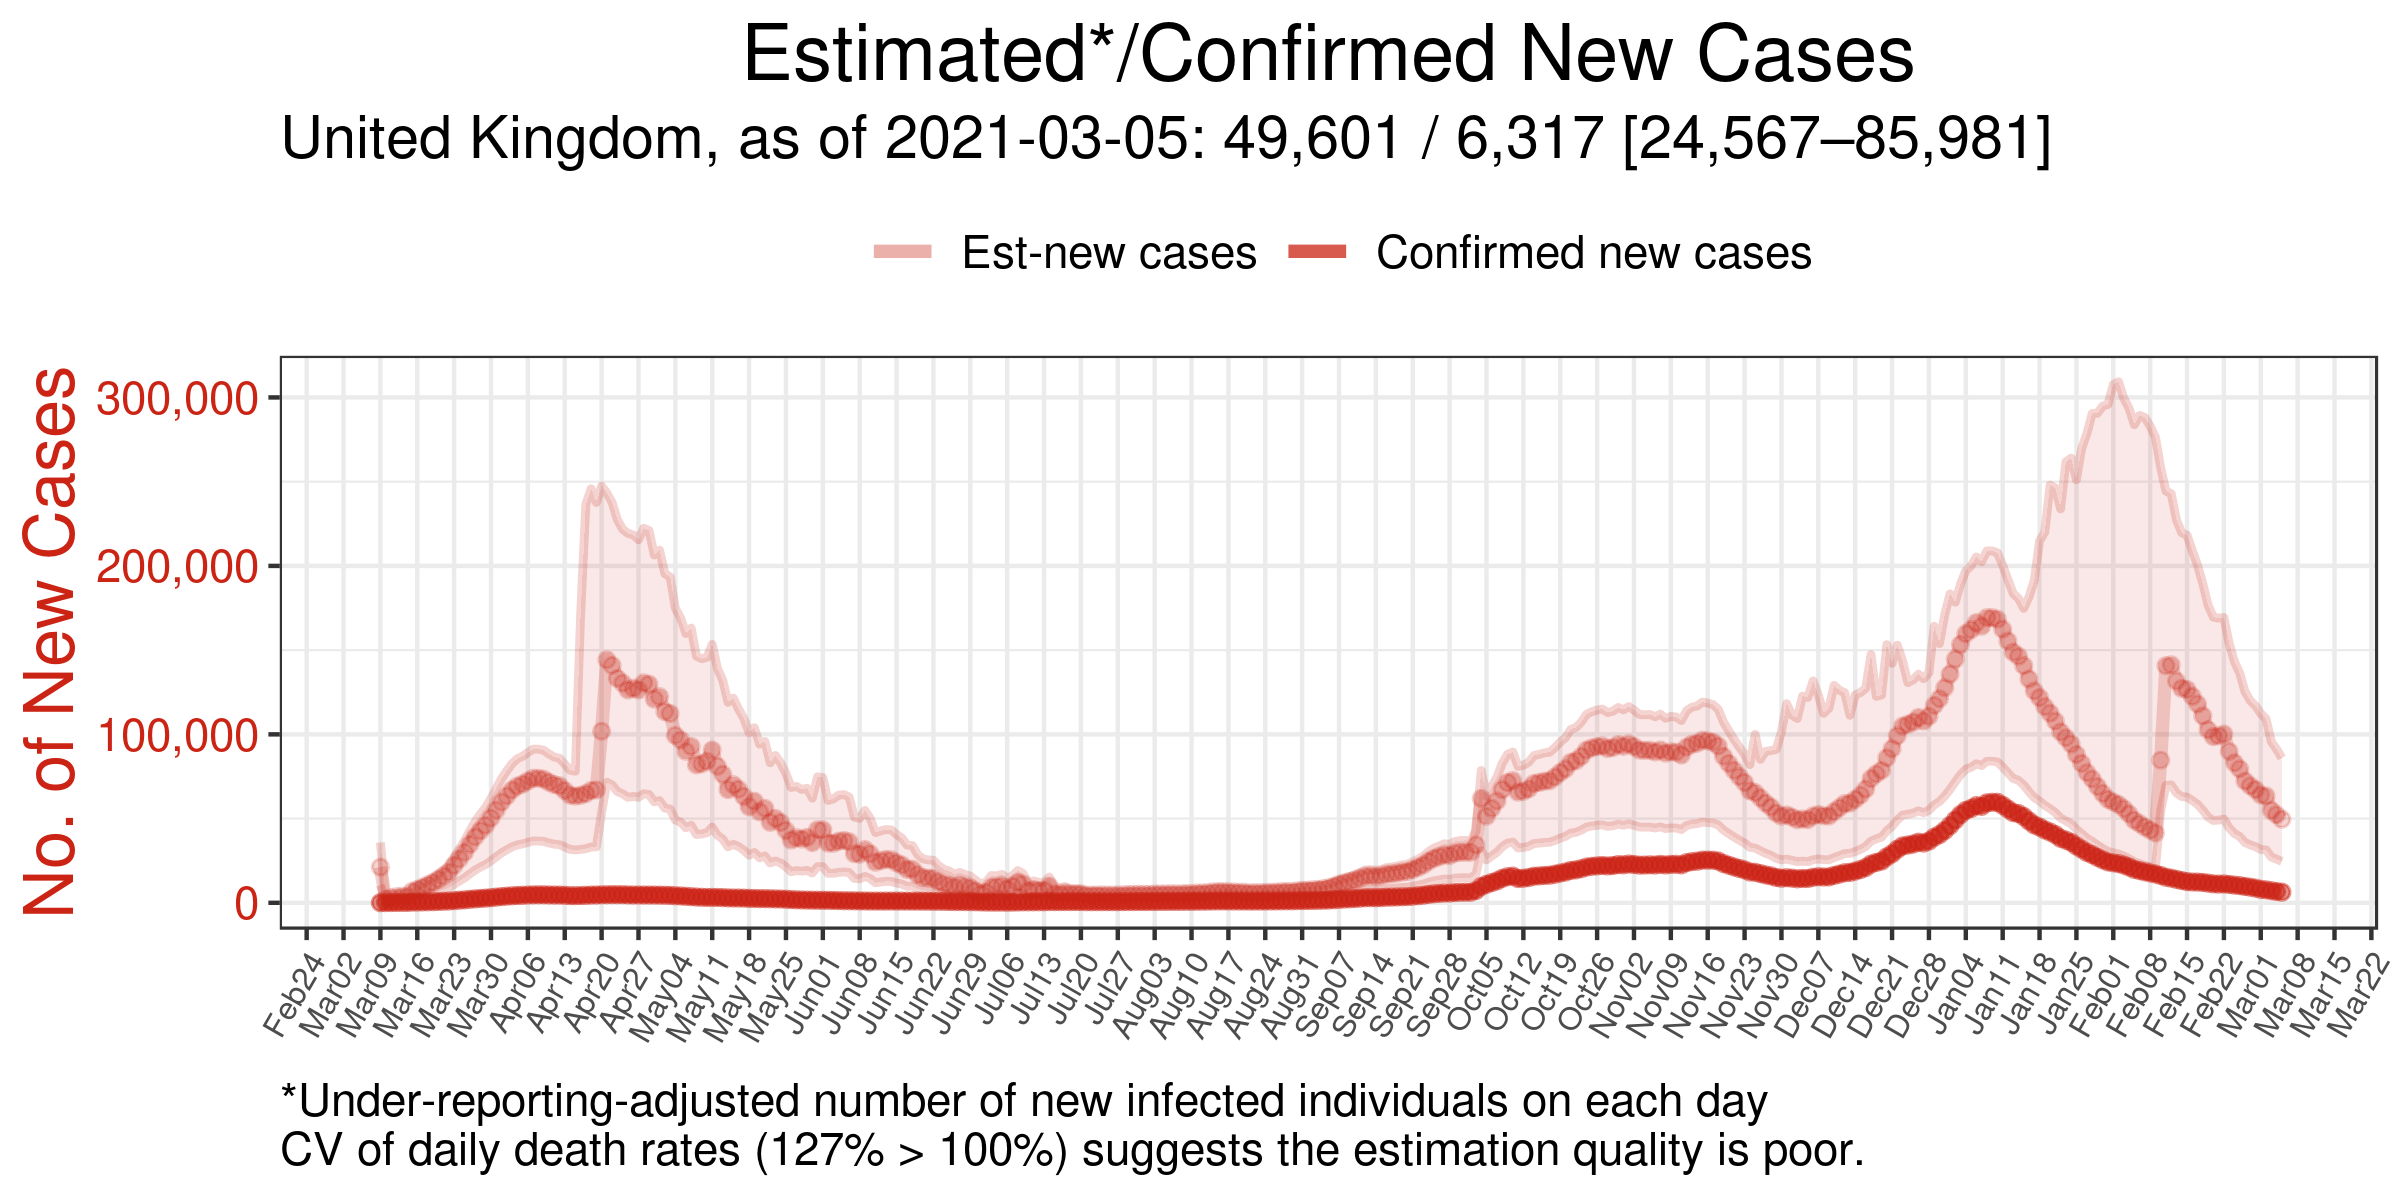 Estimated*/Confirmed New Cases
United Kingdom, as of 2021-03-05: 49,601 / 6,317 [24,567–85,981]
Est-new cases
Confirmed new cases
No. of New Cases
300,000
200,000
100,000
0
Feb24
Mar02
Mar09
Mar16
Mar23
Mar30
Apr06
Apr13
Apr20
Apr27
May04
May11
May18
May25
Jun01
Jun08
Jun15
Jun22
Jun29
Jul06
Jul13
Jul20
Jul27
Aug03
Aug10
Aug17
Aug24
Aug31
Sep07
Sep14
Sep21
Sep28
Oct05
Oct12
Oct19
Oct26
Nov02
Nov09
Nov16
Nov23
Nov30
Dec07
Dec14
Dec21
Dec28
Jan04
Jan11
Jan18
Jan25
Feb01
Feb08
Feb15
Feb22
Mar01
Mar08
Mar15
Mar22
*Under-reporting-adjusted number of new infected individuals on each day
CV of daily death rates (127% > 100%) suggests the estimation quality is poor.